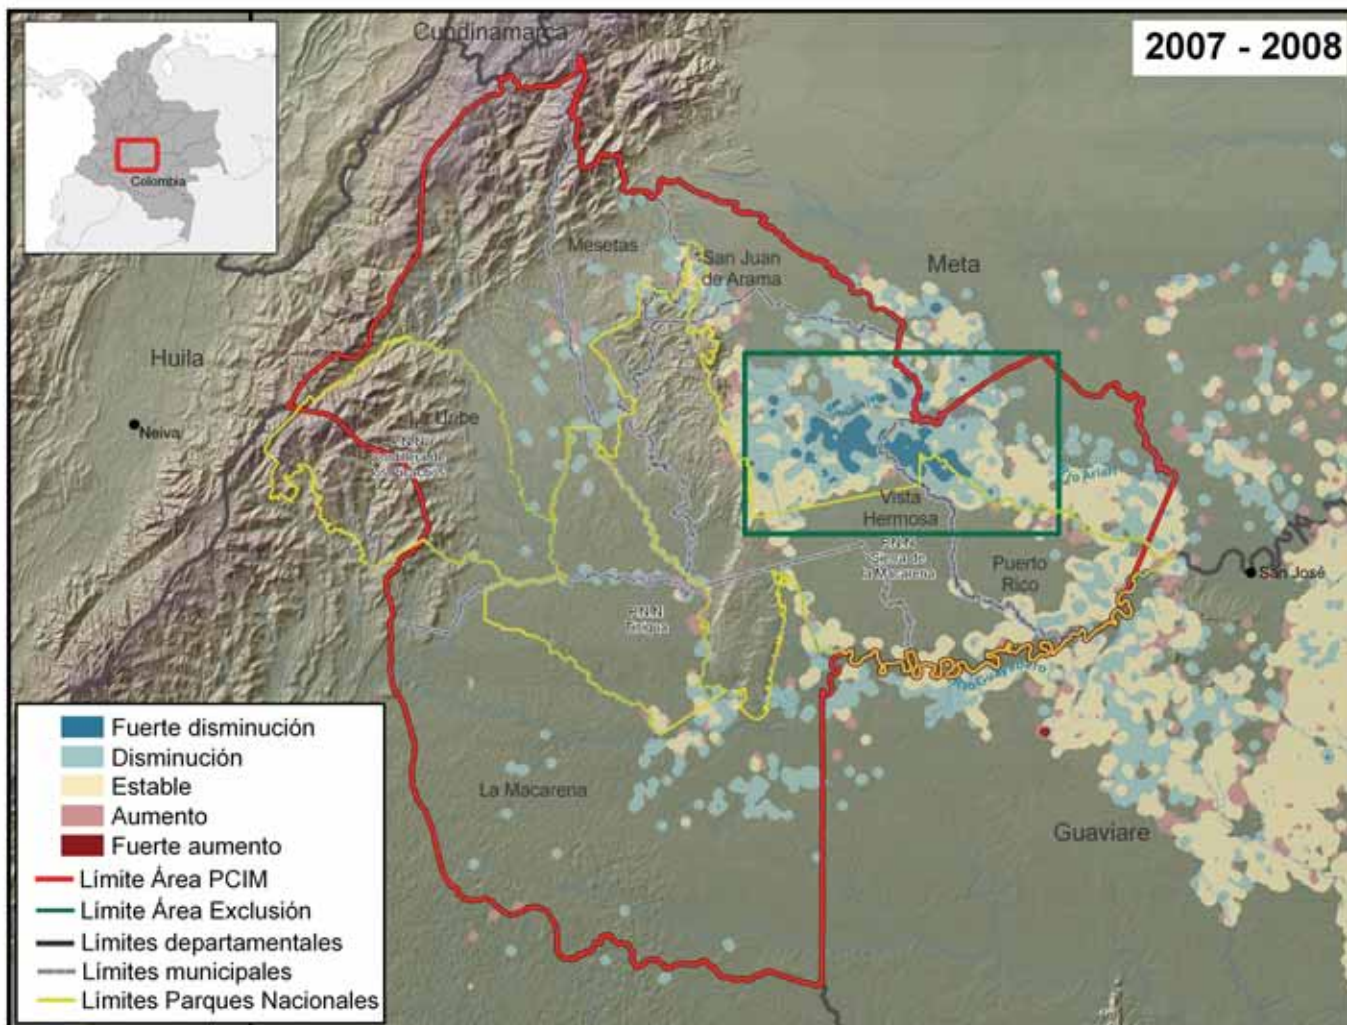 Cundinamarca
2007 - 2008
Colombia
Mesetas
San Juan
de Arama
Meta
Huila
Neiva
La Uribe
P.N.N
Vista
Hermosa
P.N.N
Sierra de
la Macarena
Puerto
Rico
San José
P.N.N
Tinigua
Río Guayabero
La Macarena
Guaviare
Fuerte disminución
Disminución
Estable
Aumento
Fuerte aumento
Límite Área PCIM
Límite Área Exclusión
Límites departamentales
Límites municipales
Límites Parques Nacionales